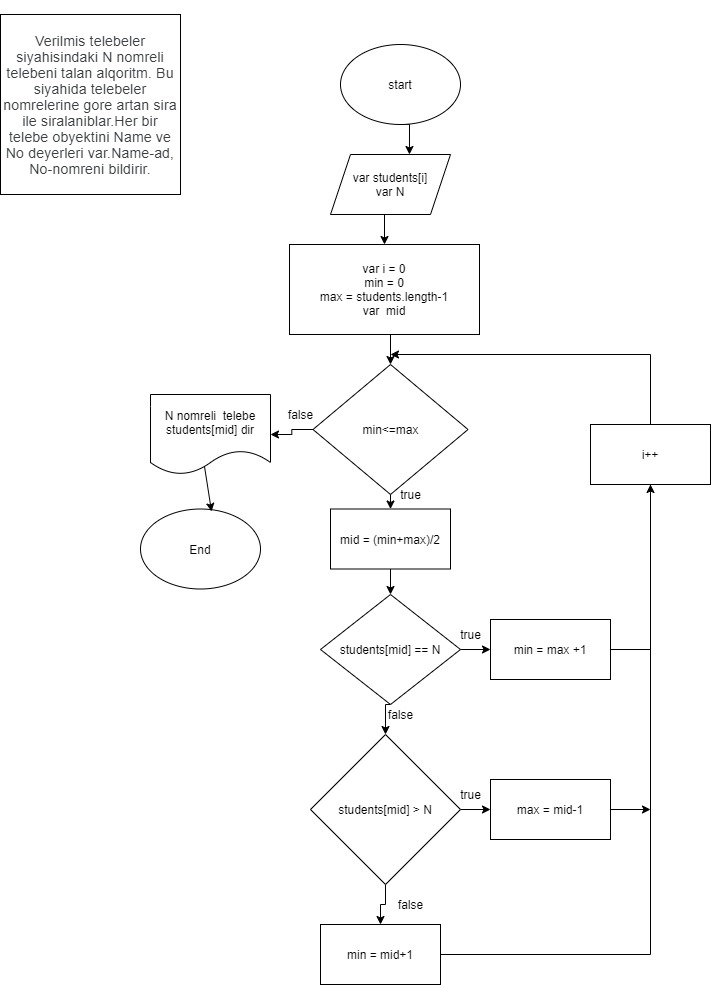 Verilmis telebeler
siyahisindaki N nomreli
telebeni talan alqoritm. Bu
siyahida telebeler
nomrelerine gore artan sira
ile siralaniblar.Her bir
telebe obyektini Name ve
No deyerleri var.Name-ad,
No-nomreni bildirir.
start
var students[i]
var N
var i = 0
min = 0
max = students.length-1
var mid
min<=max
false
N nomreli telebe
students[mid] dir
End
true
mid = (min+max)/2
i++
students[mid] == N
true
min = max +1
false
students[mid] > N
true
max = mid-1
false
min = mid+1